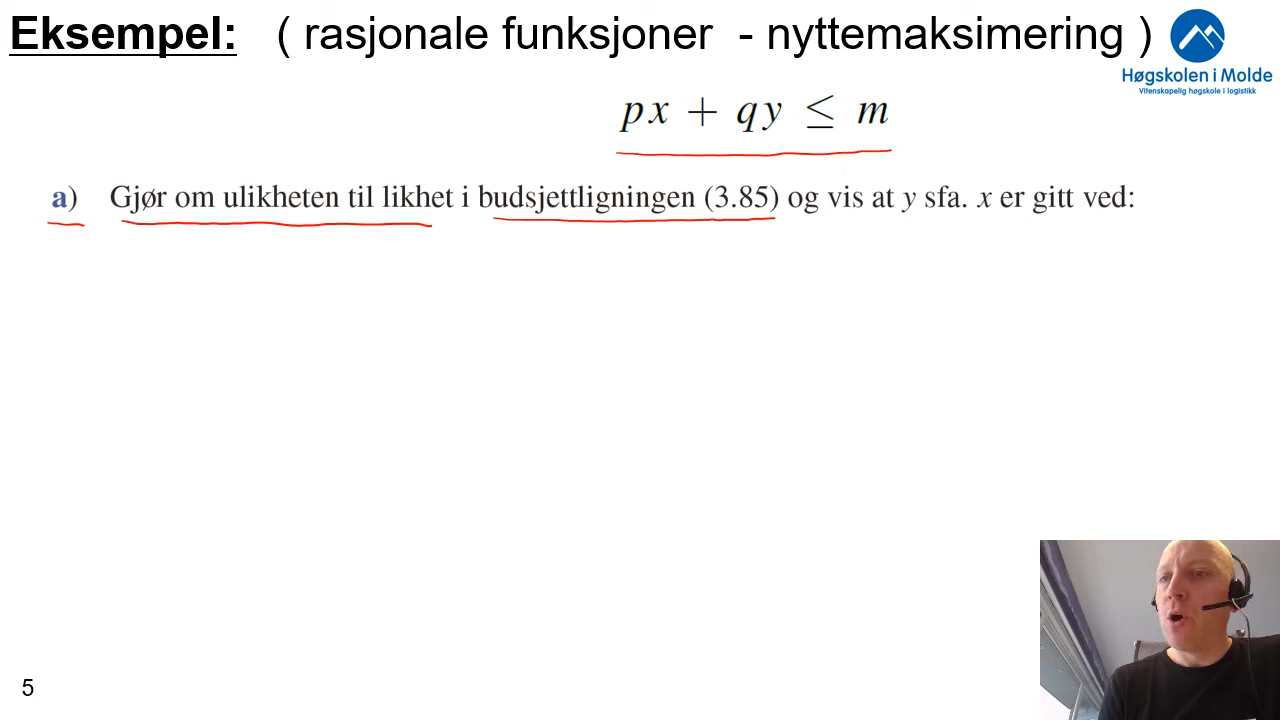 Eksempel: ( rasjonale funksjoner - nyttemaksimering )
Høgskolen i Molde
Vitenskapelig høgskole i logistikk
px + qy ≤ m
a) Gjør om ulikheten til likhet i budsjettligningen (3.85) og vis at y sfa. x er gitt ved:
5